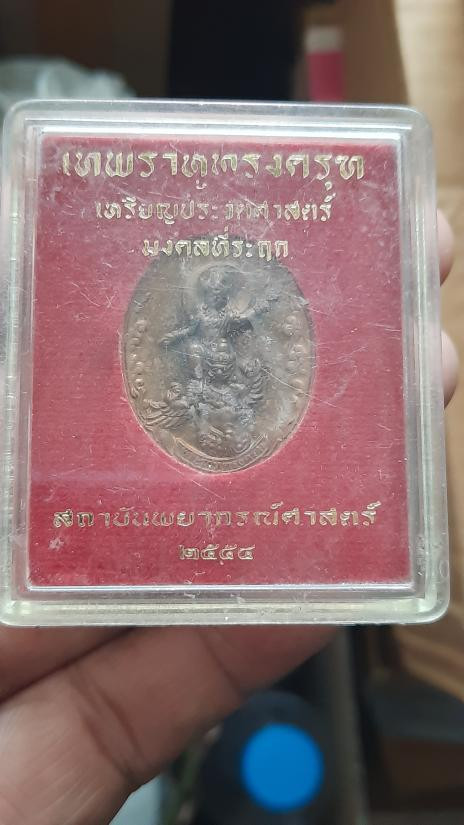 เทพราหูทรงครุฑ
เหรียญประวัติศาสตร์
มงคลที่ระฤก
สถาบันพยากรณ์ศาสตร์
๒๕๕๔